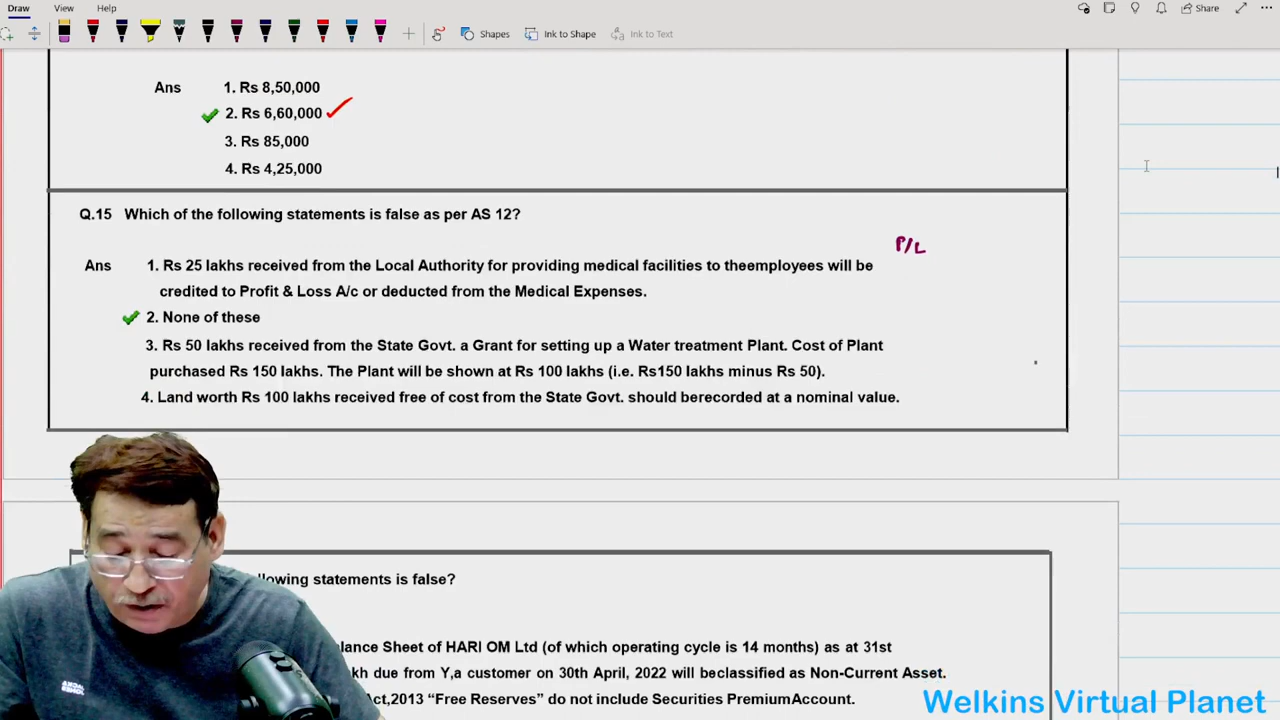 Draw View Help Share
Shapes Ink to Shape Ink to Text
Ans 1. Rs 8,50,000
2. Rs 6,60,000
3. Rs 85,000
4. Rs 4,25,000
Q.15 Which of the following statements is false as per AS 12?
P/L
Ans 1. Rs 25 lakhs received from the Local Authority for providing medical facilities to theemployees will be
credited to Profit & Loss A/c or deducted from the Medical Expenses.
2. None of these
3. Rs 50 lakhs received from the State Govt. a Grant for setting up a Water treatment Plant. Cost of Plant
purchased Rs 150 lakhs. The Plant will be shown at Rs 100 lakhs (i.e. Rs150 lakhs minus Rs 50).
4. Land worth Rs 100 lakhs received free of cost from the State Govt. should berecorded at a nominal value.
llowing statements is false?
lance Sheet of HARI OM Ltd (of which operating cycle is 14 months) as at 31st
kh due from Y,a customer on 30th April, 2022 will beclassified as Non-Current Asset.
Act,2013 “Free Reserves” do not include Securities PremiumAccount.
Welkins Virtual Planet